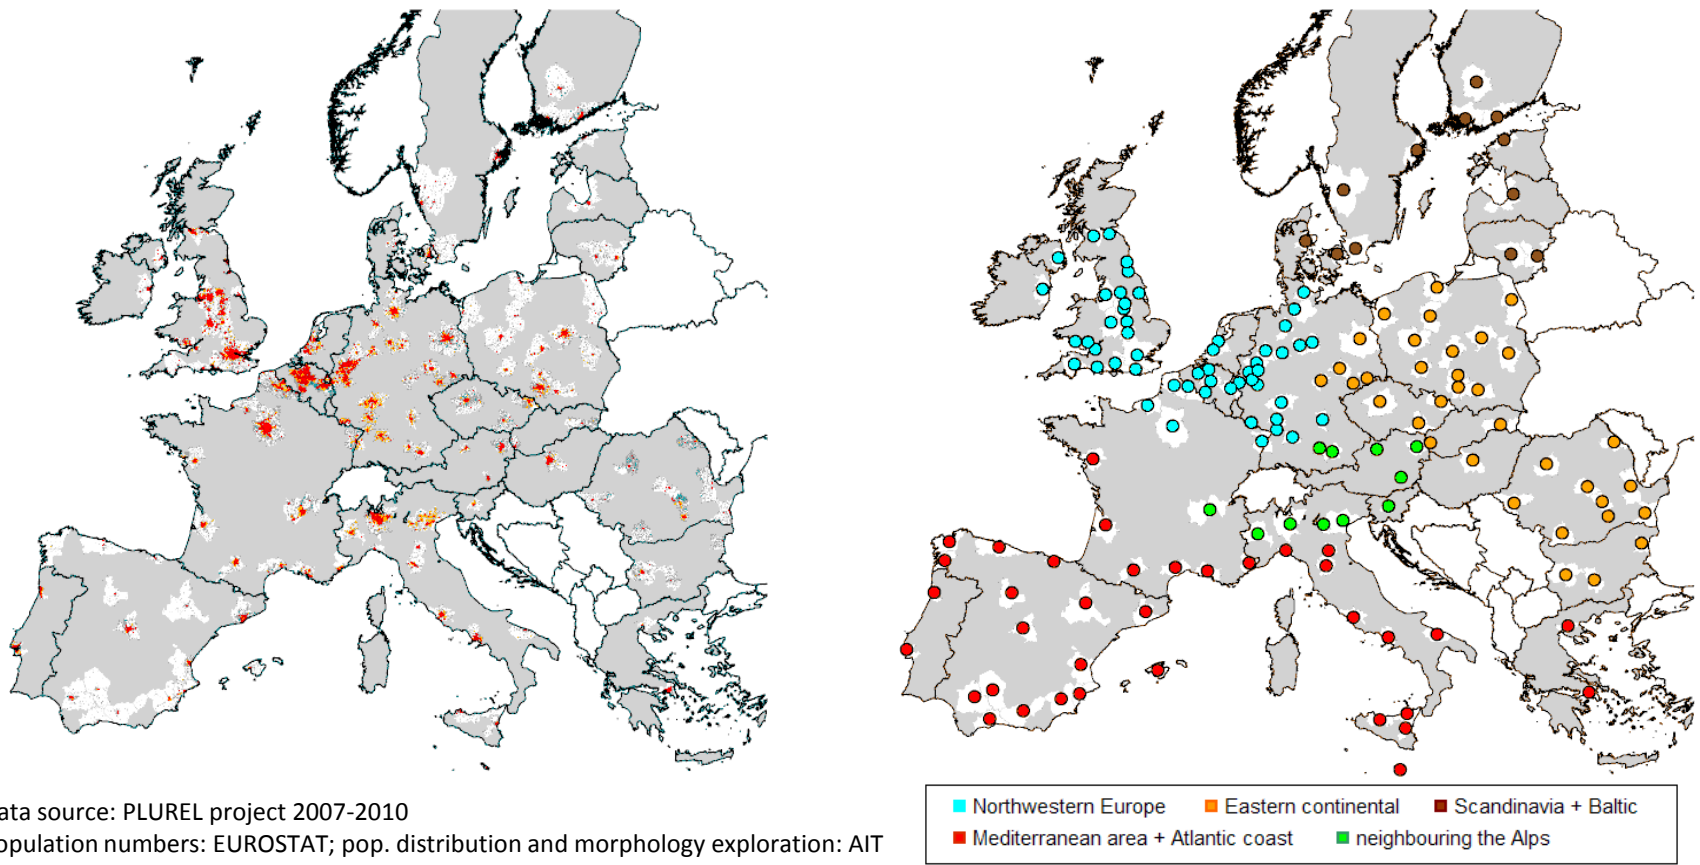 ata source: PLUREL project 2007-2010
opulation numbers: EUROSTAT; pop. distribution and morphology exploration: AIT
Northwestern Europe Eastern continental Scandinavia + Baltic
Mediterranean area + Atlantic coast neighbouring the Alps